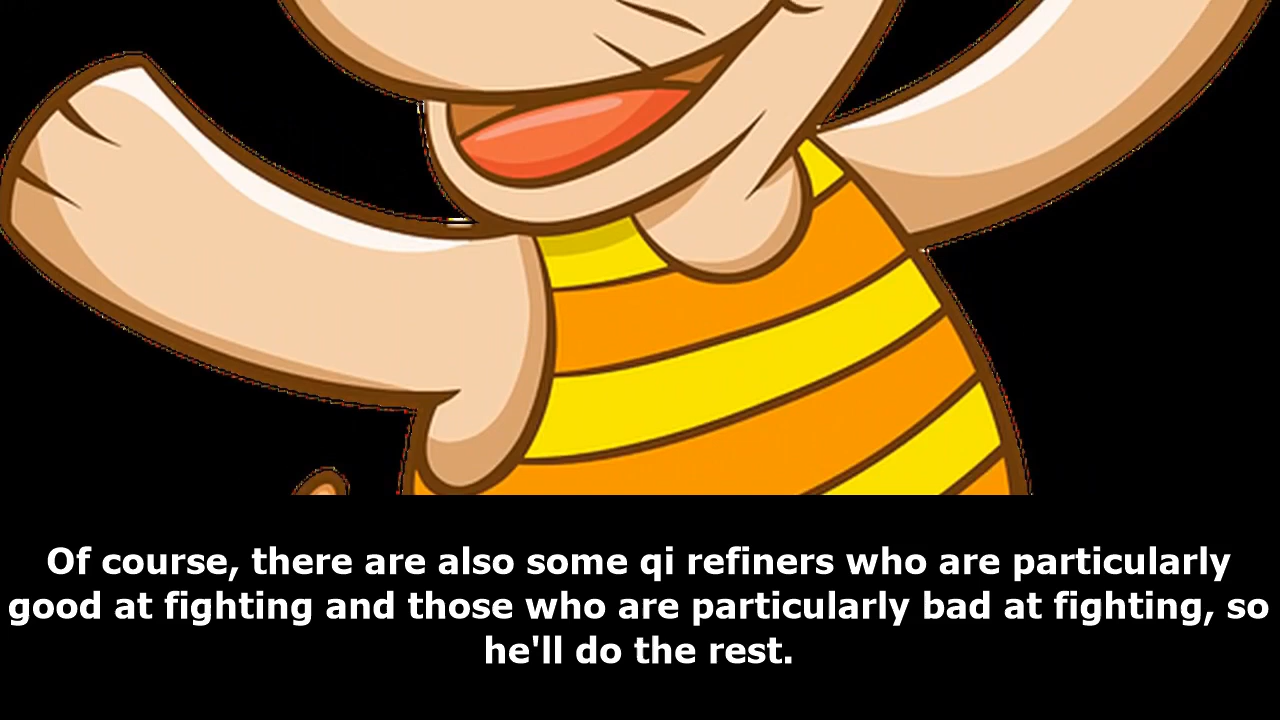 Of course, there are also some qi refiners who are particularly
good at fighting and those who are particularly bad at fighting, so
he'll do the rest.